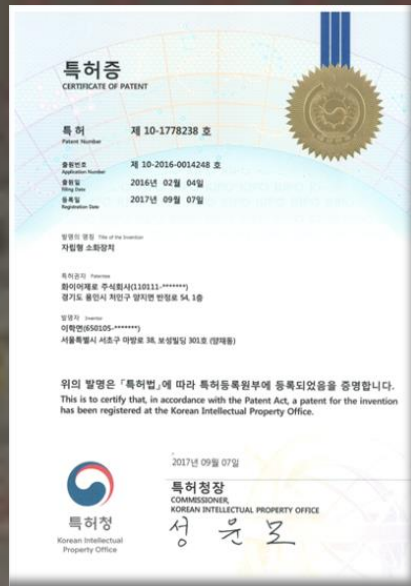 특허증
CERTIFICATE OF PATENT
특 허 제 10-1778238 호
Patent Number
출원번호 제 10-2016-0014248 호
Application Number
출원일 2016년 02월 04일
Filing Date
등록일 2017년 09월 07일
Registration Date
발명의 명칭 Title of the Invention
자립형 소화장치
특허권자 Patentee
화이어제로 주식회사(110111-*******)
경기도 용인시 처인구 양지면 반정로 54, 1층
발명자 Inventor
이학면(650105-*******)
서울특별시 서초구 마방로 38, 보성빌딩 301호 (양재동)
위의 발명은 「특허법」에 따라 특허등록원부에 등록되었음을 증명합니다.
This is to certify that, in accordance with the Patent Act, a patent for the invention
has been registered at the Korean Intellectual Property Office.
2017년 09월 07일
특허청장
COMMISSIONER,
KOREAN INTELLECTUAL PROPERTY OFFICE
성 윤 모
특허청
Korean Intellectual
Property Office